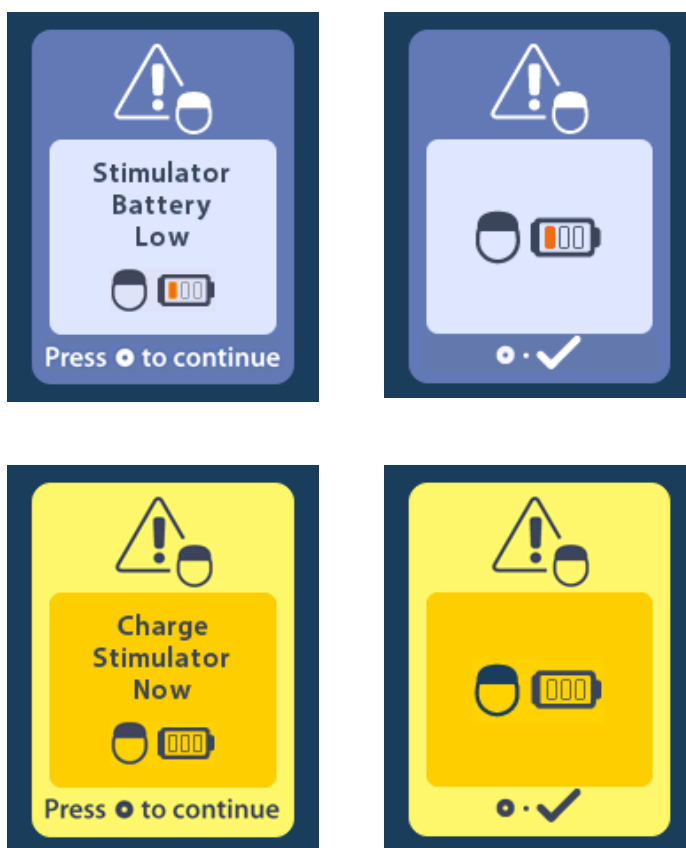 Stimulator
Battery
Low
Press to continue
Charge
Stimulator
Now
Press to continue